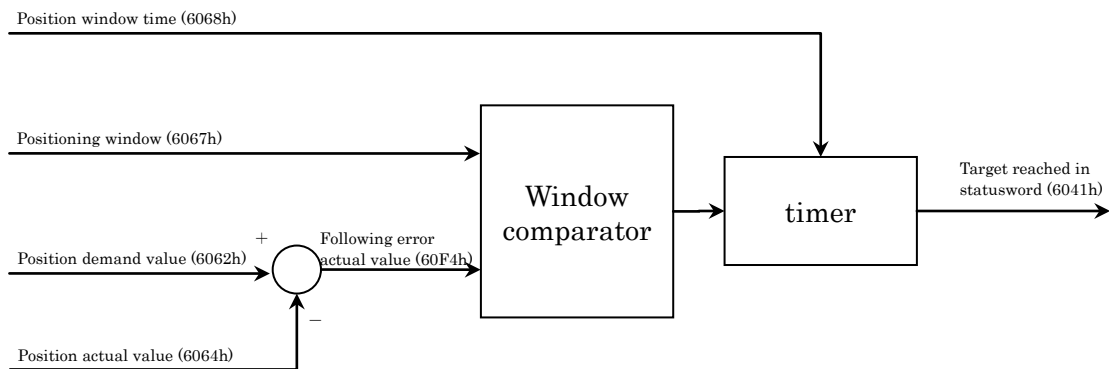 Position window time (6068h)
Positioning window (6067h)
Window
comparator
timer
Target reached in
statusword (6041h)
+
Following error
actual value (60F4h)
Position demand value (6062h)
−
Position actual value (6064h)